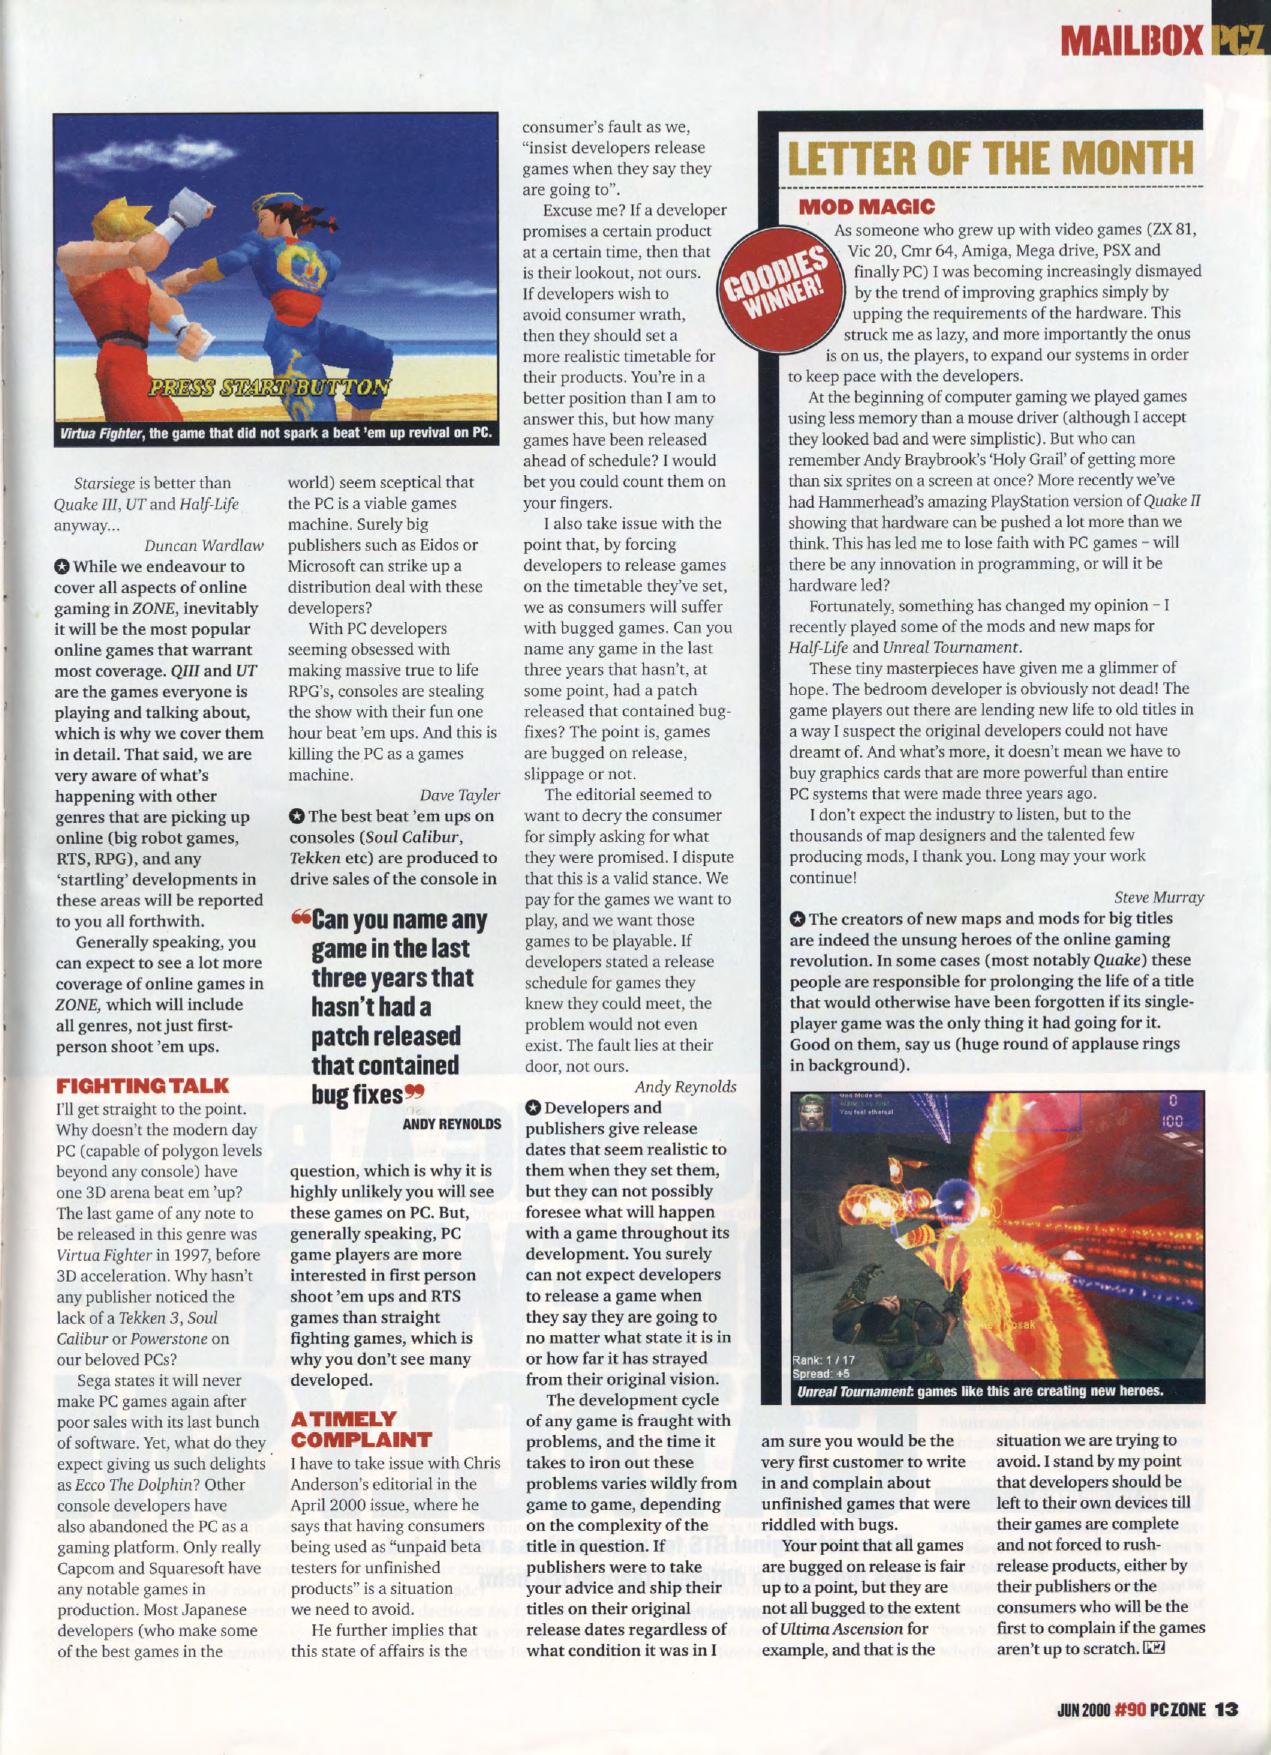 MAILBOX PCZ
PRESS START BUTTON
Virtua Fighter, the game that did not spark a beat 'em up revival on PC.
Starsiege is better than
Quake III, UT and Half-Life
anyway...
Duncan Wardlaw
While we endeavour to
cover all aspects of online
gaming in ZONE, inevitably
it will be the most popular
online games that warrant
most coverage. QIII and UT
are the games everyone is
playing and talking about,
which is why we cover them
in detail. That said, we are
very aware of what's
happening with other
genres that are picking up
online (big robot games,
RTS, RPG), and any
'startling' developments in
these areas will be reported
to you all forthwith.
Generally speaking, you
can expect to see a lot more
coverage of online games in
ZONE, which will include
all genres, not just first-
person shoot 'em ups.
FIGHTING TALK
I'll get straight to the point.
Why doesn't the modern day
PC (capable of polygon levels
beyond any console) have
one 3D arena beat em 'up?
The last game of any note to
be released in this genre was
Virtua Fighter in 1997, before
3D acceleration. Why hasn't
any publisher noticed the
lack of a Tekken 3, Soul
Calibur or Powerstone on
our beloved PCs?
Sega states it will never
make PC games again after
poor sales with its last bunch
of software. Yet, what do they
expect giving us such delights
as Ecco The Dolphin? Other
console developers have
also abandoned the PC as a
gaming platform. Only really
Capcom and Squaresoft have
any notable games in
production. Most Japanese
developers (who make some
of the best games in the
world) seem sceptical that
the PC is a viable games
machine. Surely big
publishers such as Eidos or
Microsoft can strike up a
distribution deal with these
developers?
With PC developers
seeming obsessed with
making massive true to life
RPG's, consoles are stealing
the show with their fun one
hour beat 'em ups. And this is
killing the PC as a games
machine.
Dave Tayler
The best beat 'em ups on
consoles (Soul Calibur,
Tekken etc) are produced to
drive sales of the console in
“Can you name any
game in the last
three years that
hasn't had a
patch released
that contained
bug fixes”
ANDY REYNOLDS
question, which is why it is
highly unlikely you will see
these games on PC. But,
generally speaking, PC
game players are more
interested in first person
shoot 'em ups and RTS
games than straight
fighting games, which is
why you don't see many
developed.
A TIMELY
COMPLAINT
I have to take issue with Chris
Anderson's editorial in the
April 2000 issue, where he
says that having consumers
being used as “unpaid beta
testers for unfinished
products” is a situation
we need to avoid.
He further implies that
this state of affairs is the
consumer's fault as we,
“insist developers release
games when they say they
are going to”.
Excuse me? If a developer
promises a certain product
at a certain time, then that
is their lookout, not ours.
If developers wish to
avoid consumer wrath,
then they should set a
more realistic timetable for
their products. You're in a
better position than I am to
answer this, but how many
games have been released
ahead of schedule? I would
bet you could count them on
your fingers.
I also take issue with the
point that, by forcing
developers to release games
on the timetable they've set,
we as consumers will suffer
with bugged games. Can you
name any game in the last
three years that hasn't, at
some point, had a patch
released that contained bug-
fixes? The point is, games
are bugged on release,
slippage or not.
The editorial seemed to
want to decry the consumer
for simply asking for what
they were promised. I dispute
that this is a valid stance. We
pay for the games we want to
play, and we want those
games to be playable. If
developers stated a release
schedule for games they
knew they could meet, the
problem would not even
exist. The fault lies at their
door, not ours.
Andy Reynolds
Developers and
publishers give release
dates that seem realistic to
them when they set them,
but they can not possibly
foresee what will happen
with a game throughout its
development. You surely
can not expect developers
to release a game when
they say they are going to
no matter what state it is in
or how far it has strayed
from their original vision.
The development cycle
of any game is fraught with
problems, and the time it
takes to iron out these
problems varies wildly from
game to game, depending
on the complexity of the
title in question. If
publishers were to take
your advice and ship their
titles on their original
release dates regardless of
what condition it was in I
am sure you would be the
very first customer to write
in and complain about
unfinished games that were
riddled with bugs.
Your point that all games
are bugged on release is fair
up to a point, but they are
not all bugged to the extent
of Ultima Ascension for
example, and that is the
situation we are trying to
avoid. I stand by my point
that developers should be
left to their own devices till
their games are complete
and not forced to rush-
release products, either by
their publishers or the
consumers who will be the
first to complain if the games
aren't up to scratch. PCZ
LETTER OF THE MONTH
GOODIES
WINNER!
MOD MAGIC
As someone who grew up with video games (ZX 81,
Vic 20, Cmr 64, Amiga, Mega drive, PSX and
finally PC) I was becoming increasingly dismayed
by the trend of improving graphics simply by
upping the requirements of the hardware. This
struck me as lazy, and more importantly the onus
is on us, the players, to expand our systems in order
to keep pace with the developers.
At the beginning of computer gaming we played games
using less memory than a mouse driver (although I accept
they looked bad and were simplistic). But who can
remember Andy Braybrook's 'Holy Grail' of getting more
than six sprites on a screen at once? More recently we've
had Hammerhead's amazing PlayStation version of Quake II
showing that hardware can be pushed a lot more than we
think. This has led me to lose faith with PC games – will
there be any innovation in programming, or will it be
hardware led?
Fortunately, something has changed my opinion – I
recently played some of the mods and new maps for
Half-Life and Unreal Tournament.
These tiny masterpieces have given me a glimmer of
hope. The bedroom developer is obviously not dead! The
game players out there are lending new life to old titles in
a way I suspect the original developers could not have
dreamt of. And what's more, it doesn't mean we have to
buy graphics cards that are more powerful than entire
PC systems that were made three years ago.
I don't expect the industry to listen, but to the
thousands of map designers and the talented few
producing mods, I thank you. Long may your work
continue!
Steve Murray
The creators of new maps and mods for big titles
are indeed the unsung heroes of the online gaming
revolution. In some cases (most notably Quake) these
people are responsible for prolonging the life of a title
that would otherwise have been forgotten if its single-
player game was the only thing it had going for it.
Good on them, say us (huge round of applause rings
in background).
You feel ethereal
0
100
Rank: 1 / 17
Spread: +5
Unreal Tournament: games like this are creating new heroes.
JUN 2000 #90 PC ZONE 13